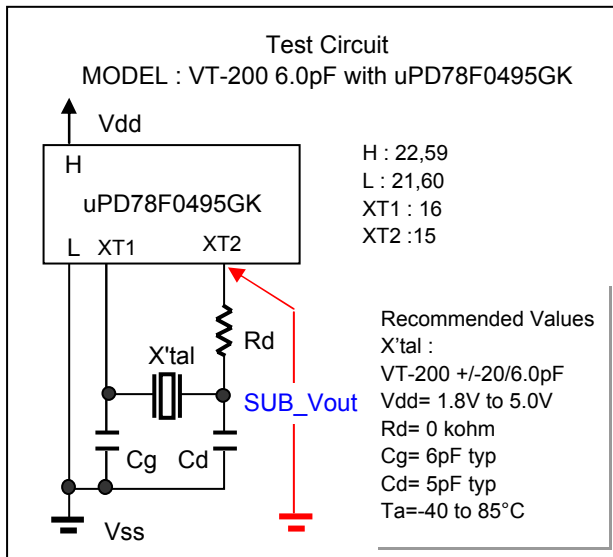 Test Circuit
MODEL : VT-200 6.0pF with uPD78F0495GK
Vdd
H
uPD78F0495GK
L XT1 XT2
H : 22,59
L : 21,60
XT1 : 16
XT2 :15
Rd
X'tal
SUB_Vout
Cg Cd
Vss
Recommended Values
X'tal :
VT-200 +/-20/6.0pF
Vdd= 1.8V to 5.0V
Rd= 0 kohm
Cg= 6pF typ
Cd= 5pF typ
Ta=-40 to 85°C